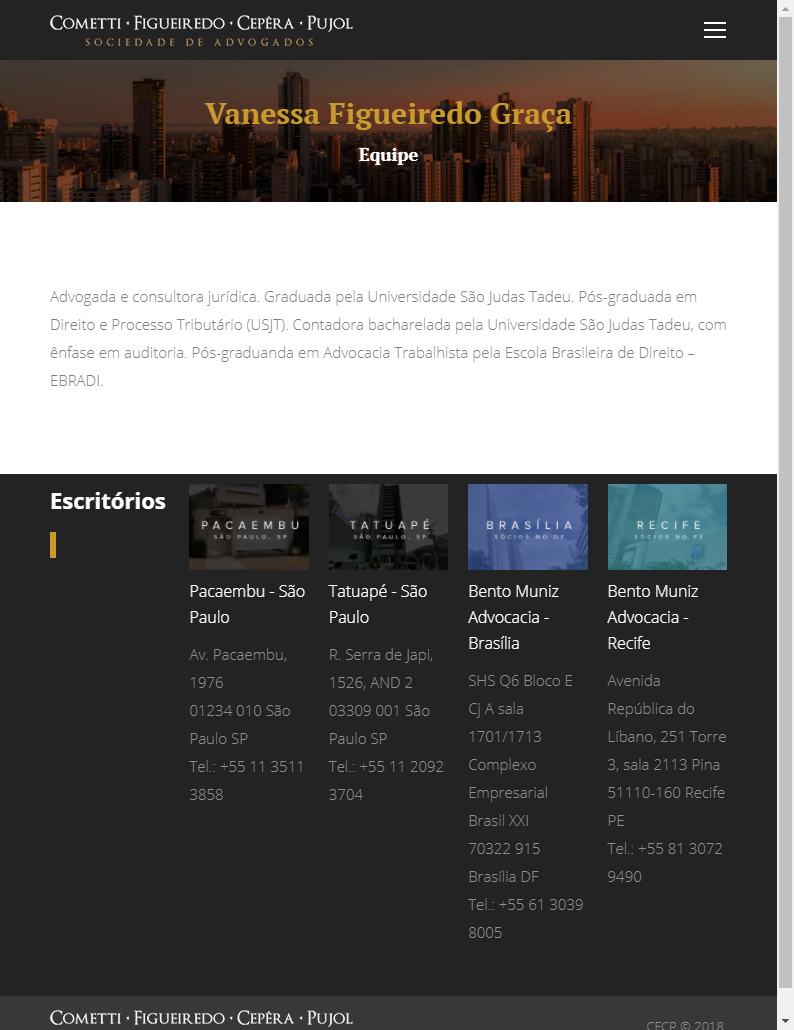 Cometti · Figueiredo · Cepêra · Pujol
SOCIEDADE DE ADVOGADOS
Vanessa Figueiredo Graça
Equipe
Advogada e consultora jurídica. Graduada pela Universidade São Judas Tadeu. Pós-graduada em
Direito e Processo Tributário (USJT). Contadora bacharelada pela Universidade São Judas Tadeu, com
ênfase em auditoria. Pós-graduanda em Advocacia Trabalhista pela Escola Brasileira de Direito –
EBRADI.
Escritórios
PACAEMBU
SÃO PAULO, SP
Pacaembu - São
Paulo
Av. Pacaembu,
1976
01234 010 São
Paulo SP
Tel.: +55 11 3511
3858
TATUAPÉ
SÃO PAULO, SP
Tatuapé - São
Paulo
R. Serra de Japi,
1526, AND 2
03309 001 São
Paulo SP
Tel.: +55 11 2092
3704
BRASÍLIA
SÓCIOS NO DF
Bento Muniz
Advocacia -
Brasília
SHS Q6 Bloco E
Cj A sala
1701/1713
Complexo
Empresarial
Brasil XXI
70322 915
Brasília DF
Tel.: +55 61 3039
8005
RECIFE
SÓCIOS NO PE
Bento Muniz
Advocacia -
Recife
Avenida
República do
Líbano, 251 Torre
3, sala 2113 Pina
51110-160 Recife
PE
Tel.: +55 81 3072
9490
Cometti · Figueiredo · Cepêra · Pujol
CFCP © 2018